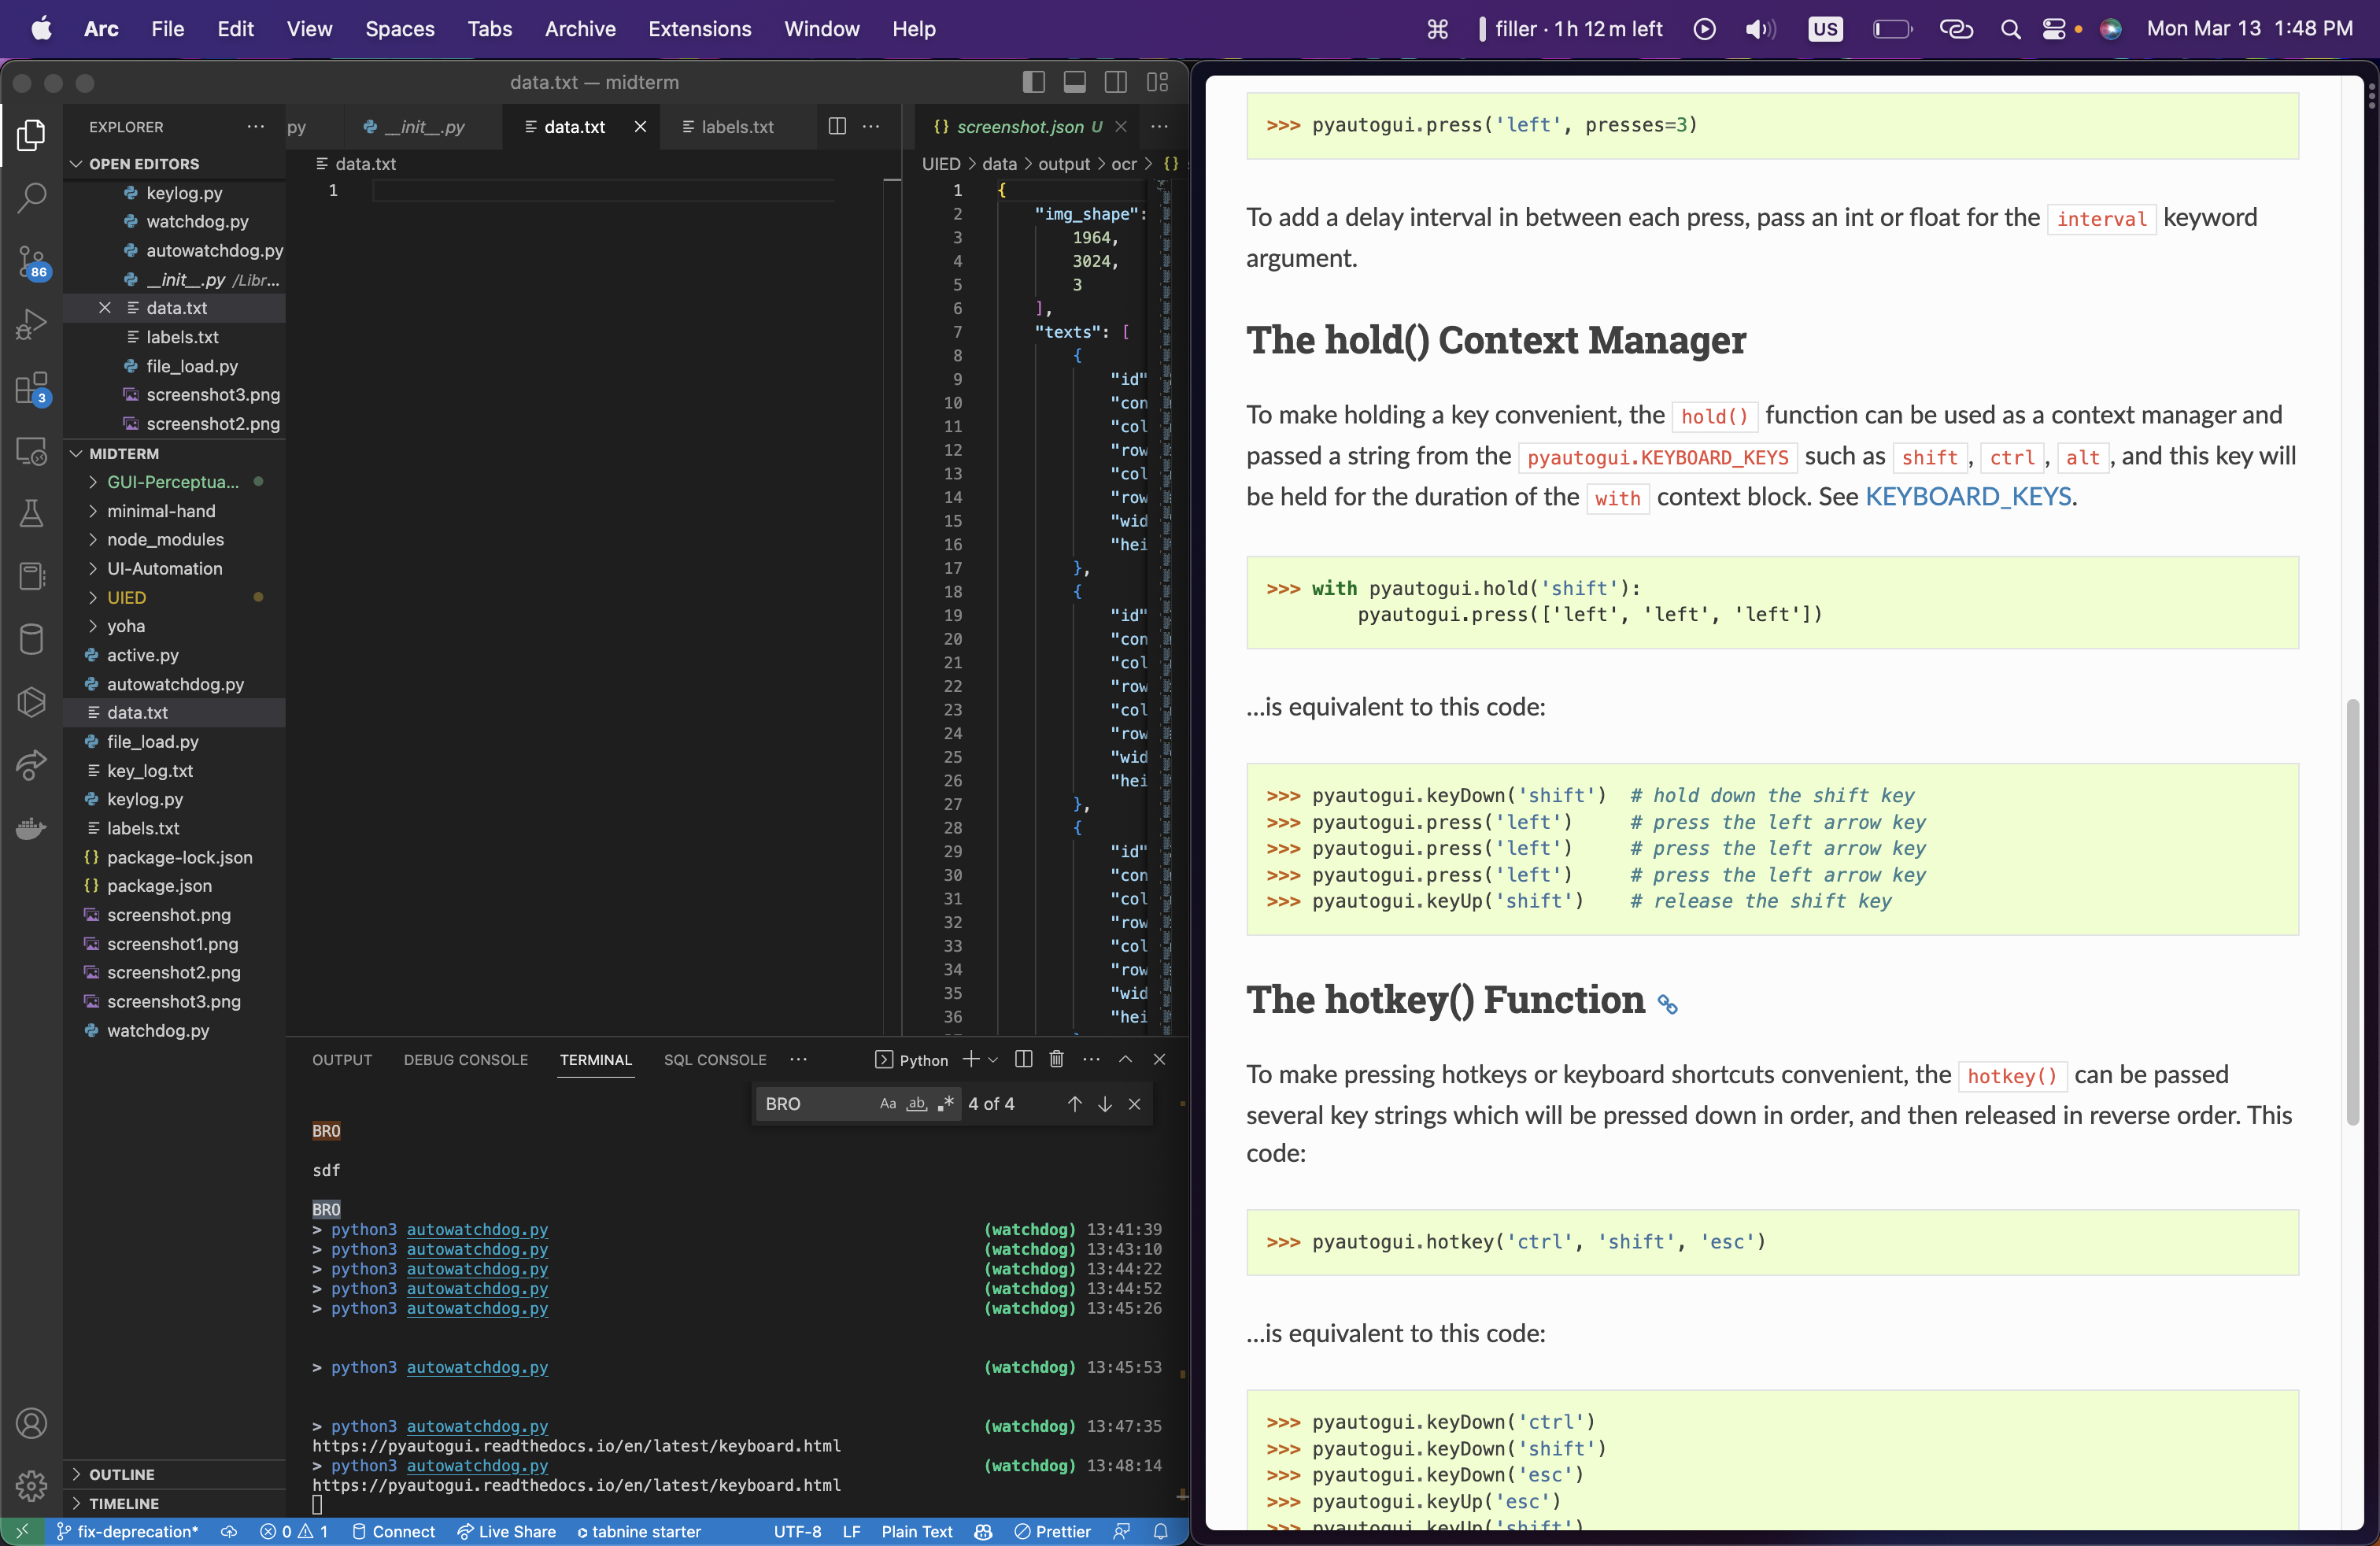 Arc File Edit View Spaces Tabs Archive Extensions Window Help filler · 1h 12m left US Mon Mar 13 1:48 PM
data.txt — midterm
EXPLORER
OPEN EDITORS
keylog.py
watchdog.py
autowatchdog.py
__init__.py /Libr...
data.txt
labels.txt
file_load.py
screenshot3.png
screenshot2.png
MIDTERM
GUI-Perceptua...
minimal-hand
node_modules
UI-Automation
UIED
yoha
active.py
autowatchdog.py
data.txt
file_load.py
key_log.txt
keylog.py
labels.txt
package-lock.json
package.json
screenshot.png
screenshot1.png
screenshot2.png
screenshot3.png
watchdog.py
OUTLINE
TIMELINE
86
3
py __init__.py data.txt labels.txt
data.txt
1
screenshot.json U
UIED > data > output > ocr > {}
1 {
2 "img_shape":
3 1964,
4 3024,
5 3
6 ],
7 "texts": [
8 {
9 "id"
10 "con
11 "col
12 "row
13 "col
14 "row
15 "wid
16 "hei
17 },
18 {
19 "id"
20 "con
21 "col
22 "row
23 "col
24 "row
25 "wid
26 "hei
27 },
28 {
29 "id"
30 "con
31 "col
32 "row
33 "col
34 "row
35 "wid
36 "hei
OUTPUT DEBUG CONSOLE TERMINAL SQL CONSOLE Python
BRO Aa ab .* 4 of 4
BRO
sdf
BRO
> python3 autowatchdog.py (watchdog) 13:41:39
> python3 autowatchdog.py (watchdog) 13:43:10
> python3 autowatchdog.py (watchdog) 13:44:22
> python3 autowatchdog.py (watchdog) 13:44:52
> python3 autowatchdog.py (watchdog) 13:45:26
> python3 autowatchdog.py (watchdog) 13:45:53
> python3 autowatchdog.py (watchdog) 13:47:35
https://pyautogui.readthedocs.io/en/latest/keyboard.html
> python3 autowatchdog.py (watchdog) 13:48:14
https://pyautogui.readthedocs.io/en/latest/keyboard.html
fix-deprecation* 0 1 Connect Live Share tabnine starter UTF-8 LF Plain Text Prettier
>>> pyautogui.press('left', presses=3)
To add a delay interval in between each press, pass an int or float for the interval keyword
argument.
The hold() Context Manager
To make holding a key convenient, the hold() function can be used as a context manager and
passed a string from the pyautogui.KEYBOARD_KEYS such as shift , ctrl , alt , and this key will
be held for the duration of the with context block. See KEYBOARD_KEYS.
>>> with pyautogui.hold('shift'):
pyautogui.press(['left', 'left', 'left'])
...is equivalent to this code:
>>> pyautogui.keyDown('shift') # hold down the shift key
>>> pyautogui.press('left') # press the left arrow key
>>> pyautogui.press('left') # press the left arrow key
>>> pyautogui.press('left') # press the left arrow key
>>> pyautogui.keyUp('shift') # release the shift key
The hotkey() Function
To make pressing hotkeys or keyboard shortcuts convenient, the hotkey() can be passed
several key strings which will be pressed down in order, and then released in reverse order. This
code:
>>> pyautogui.hotkey('ctrl', 'shift', 'esc')
...is equivalent to this code:
>>> pyautogui.keyDown('ctrl')
>>> pyautogui.keyDown('shift')
>>> pyautogui.keyDown('esc')
>>> pyautogui.keyUp('esc')
>>> pyautogui.keyUp('shift')